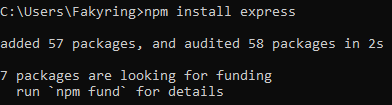 C:\Users\Fakyring>npm install express
added 57 packages, and audited 58 packages in 2s
7 packages are looking for funding
run `npm fund` for details